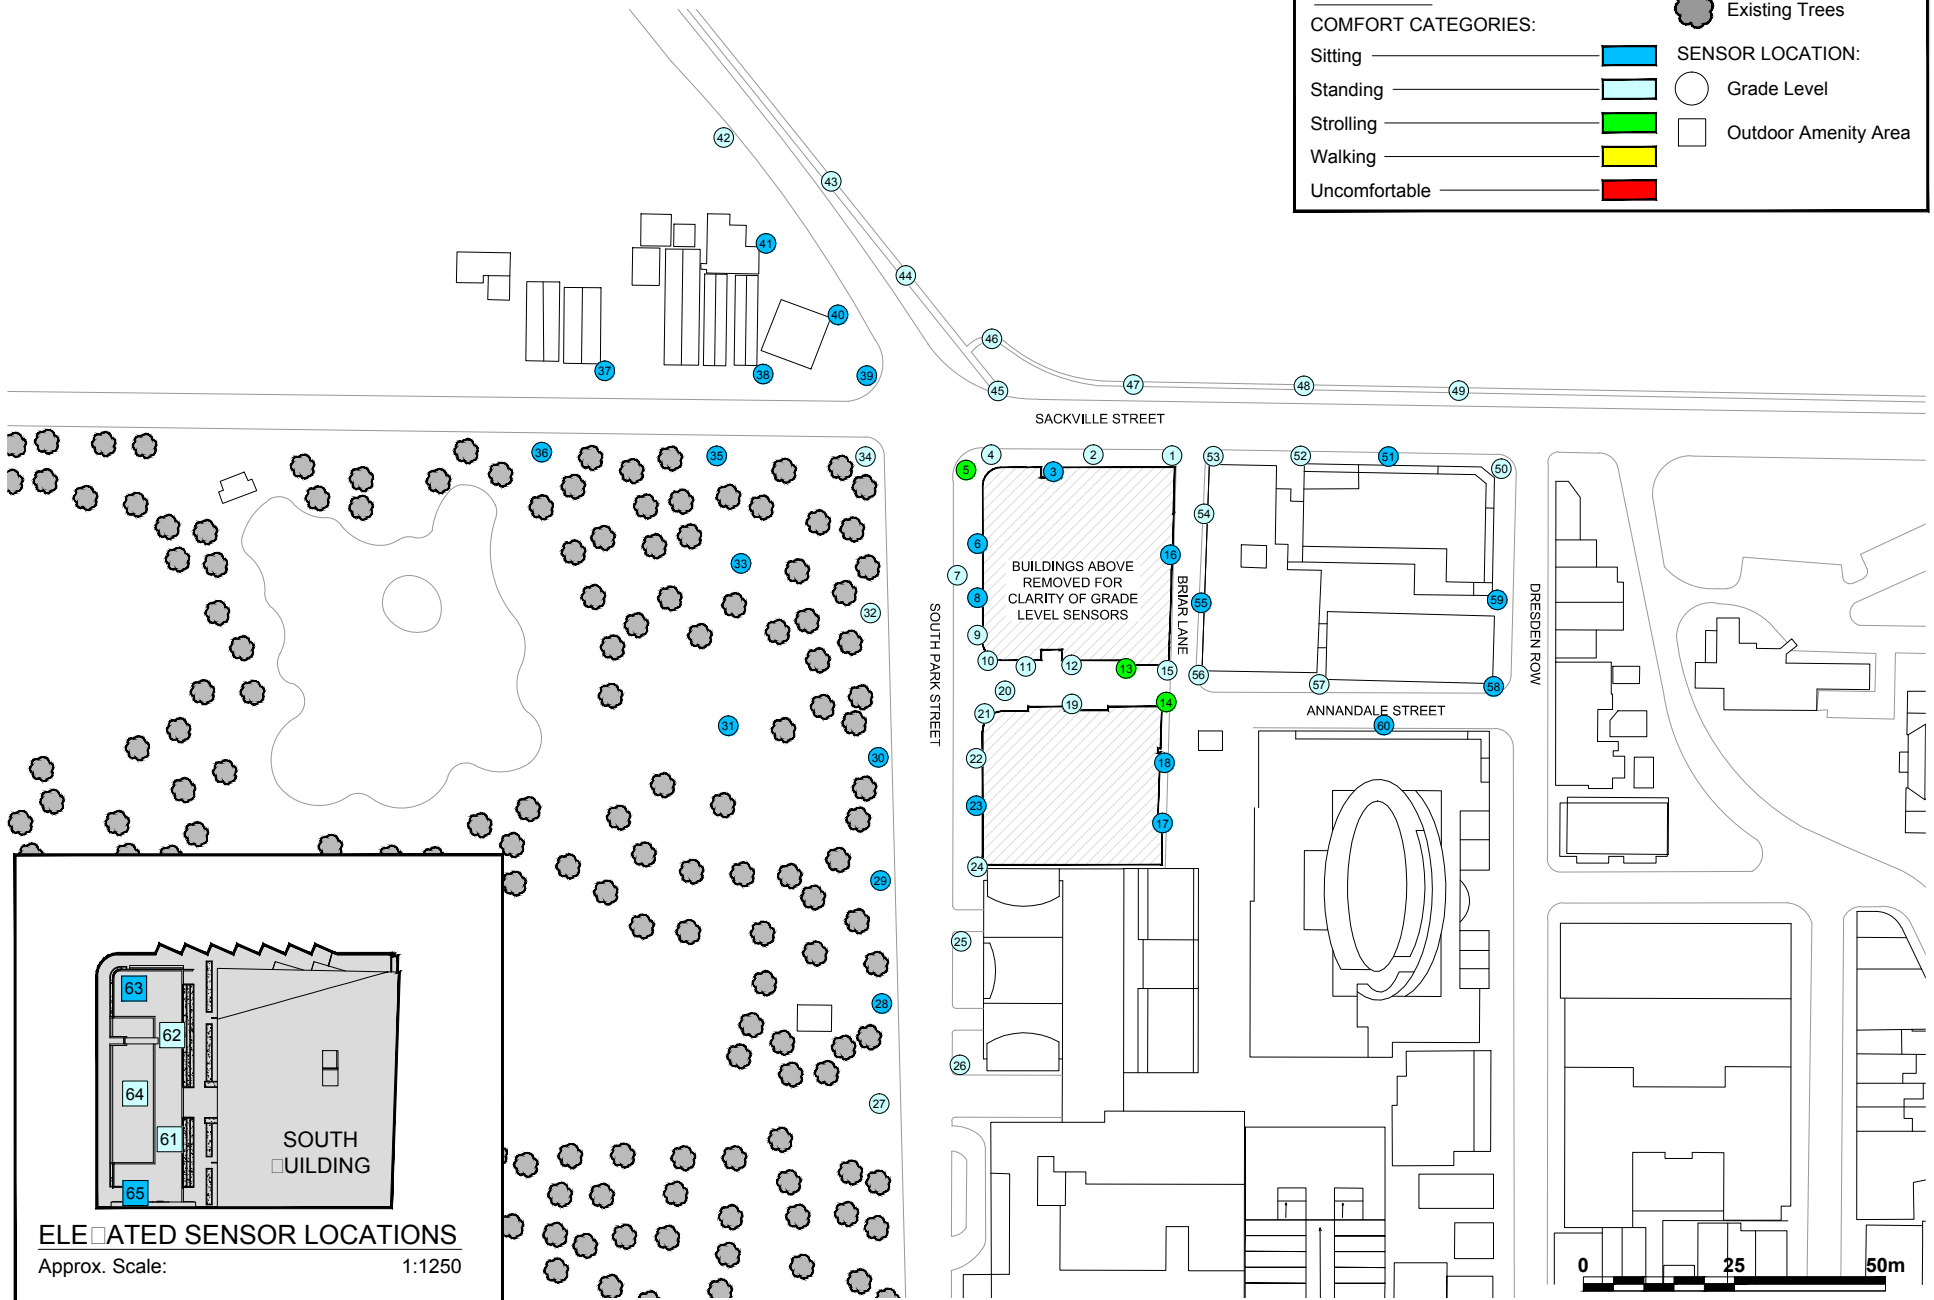 Existing Trees
COMFORT CATEGORIES:
Sitting
Standing
Strolling
Walking
Uncomfortable
SENSOR LOCATION:
Grade Level
Outdoor Amenity Area
42
43
41
44
40
46
37
38
39
45
47
48
49
SACKVILLE STREET
36
35
34
5
4
2
1
3
53
52
51
50
54
33
6
7
8
16
BUILDINGS ABOVE
REMOVED FOR
CLARITY OF GRADE
LEVEL SENSORS
BRIAR LANE
55
59
32
SOUTH PARK STREET
DRESDEN ROW
9
10
11
12
13
15
56
57
58
20
19
14
21
ANNANDALE STREET
60
31
30
22
18
23
17
24
29
25
28
26
27
63
62
64
61
65
SOUTH
□UILDING
ELE□ATED SENSOR LOCATIONS
Approx. Scale: 1:1250
0 25 50m